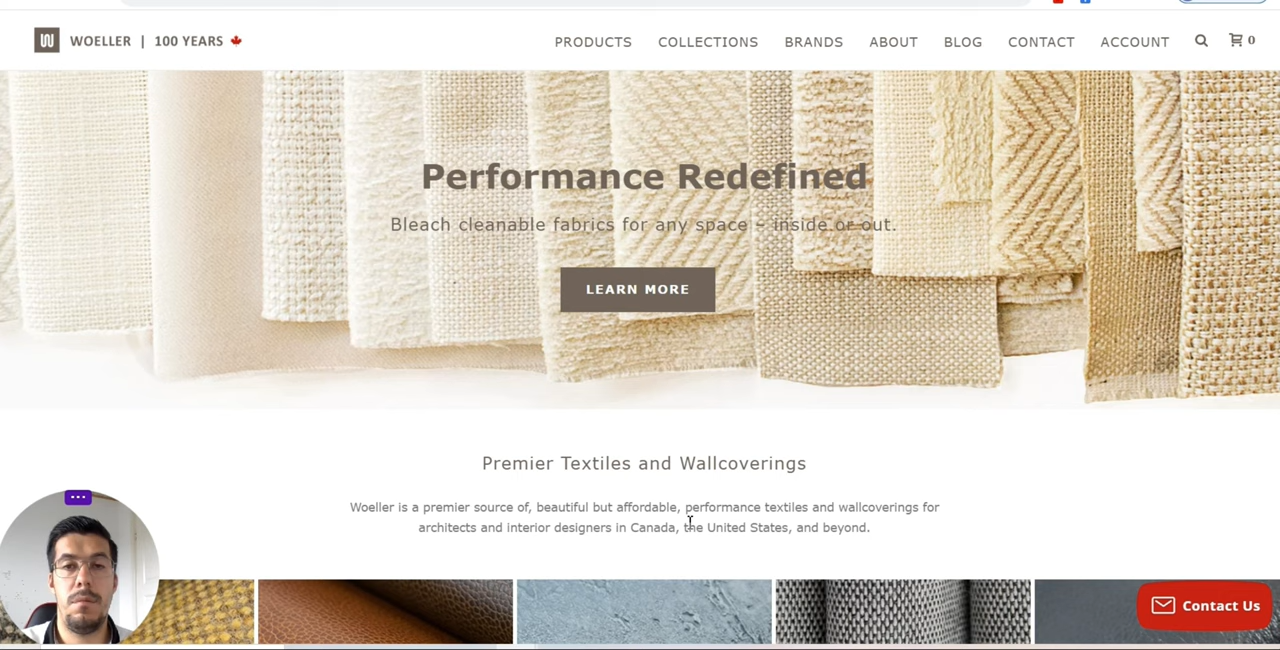 W WOELLER | 100 YEARS
PRODUCTS COLLECTIONS BRANDS ABOUT BLOG CONTACT ACCOUNT 0
Performance Redefined
Bleach cleanable fabrics for any space – inside or out.
LEARN MORE
Premier Textiles and Wallcoverings
Woeller is a premier source of, beautiful but affordable, performance textiles and wallcoverings for
architects and interior designers in Canada, the United States, and beyond.
Contact Us